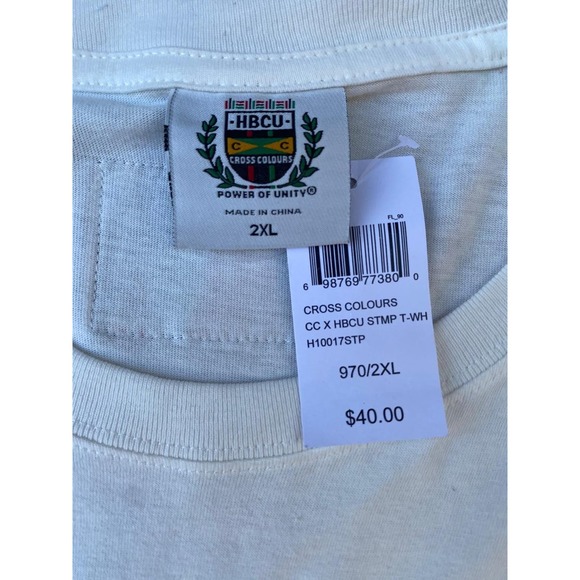 HBCU
C C
CROSS COLOURS
POWER OF UNITY®
MADE IN CHINA
2XL
FL_90
6 98769 77380 0
CROSS COLOURS
CC X HBCU STMP T-WH
H10017STP
970/2XL
$40.00